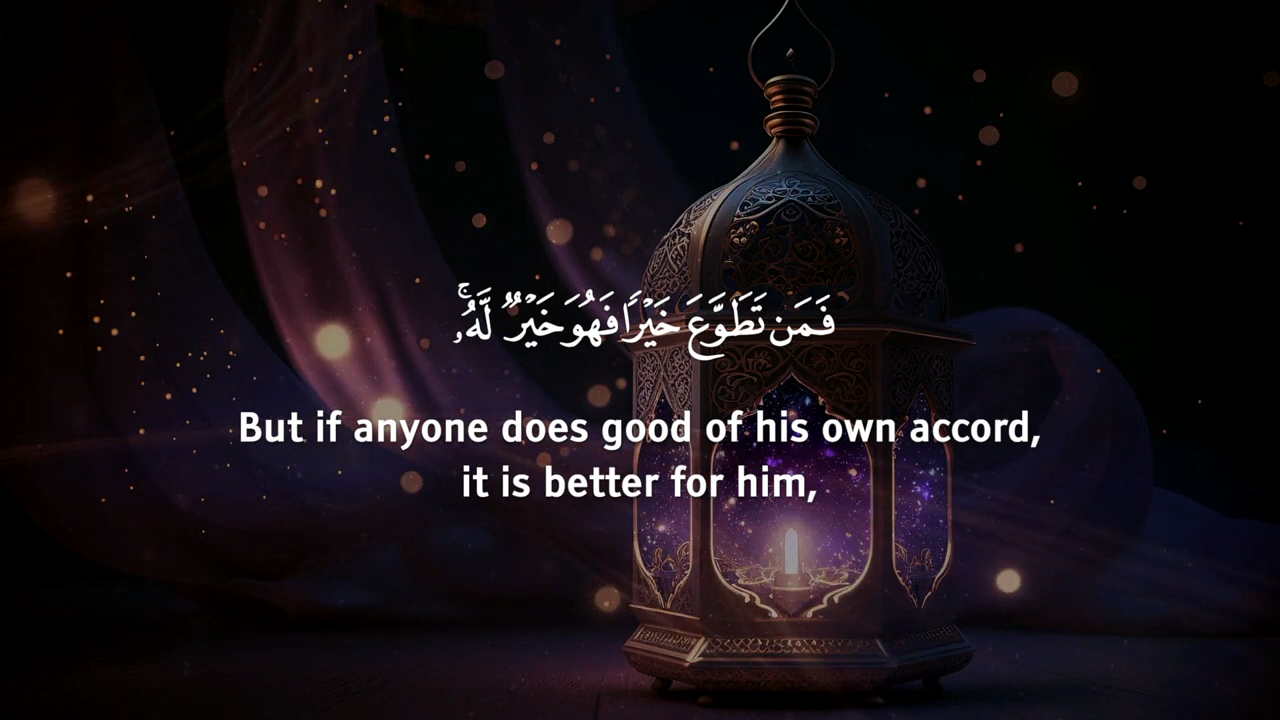 فَمَن تَطَوَّعَ خَيْرًا فَهُوَ خَيْرٌ لَّهُۥۚ
But if anyone does good of his own accord,
it is better for him,